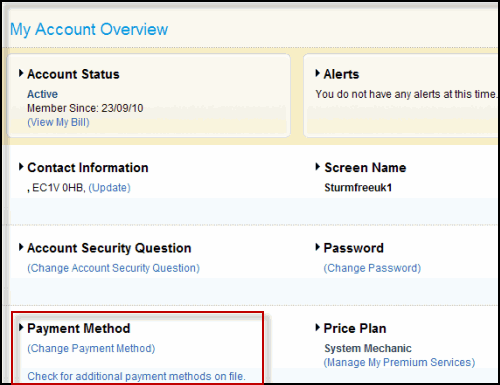 My Account Overview
Account Status
Active
Member Since: 23/09/10
(View My Bill)
Alerts
You do not have any alerts at this time.
Contact Information
, EC1V 0HB, (Update)
Screen Name
Sturmfreeuk1
Account Security Question
(Change Account Security Question)
Password
(Change Password)
Payment Method
(Change Payment Method)
Check for additional payment methods on file.
Price Plan
System Mechanic
(Manage My Premium Services)